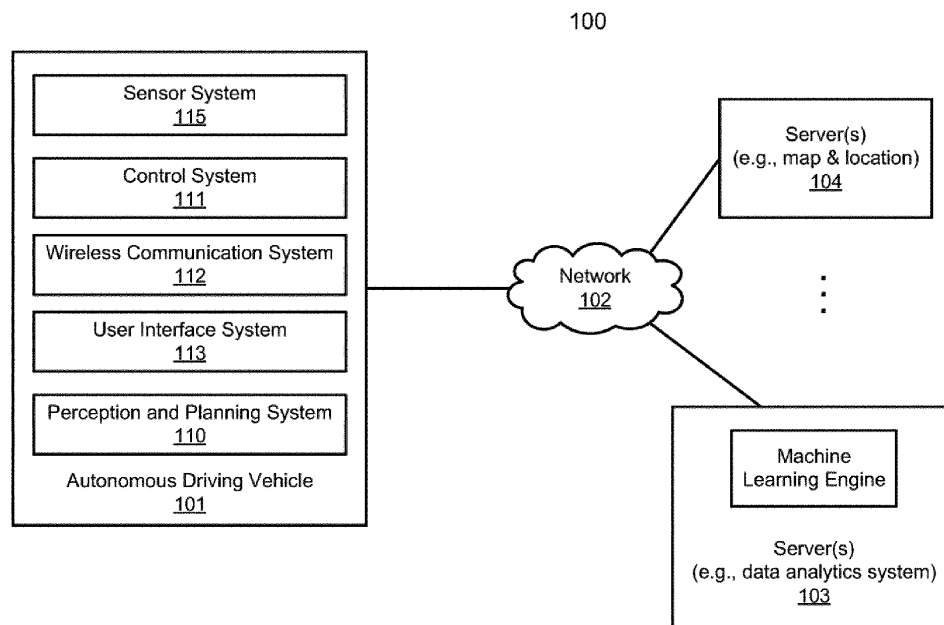 100
Sensor System
115
Control System
111
Wireless Communication System
112
User Interface System
113
Perception and Planning System
110
Autonomous Driving Vehicle
101
Network
102
Server(s)
(e.g., map & location)
104
Machine
Learning Engine
Server(s)
(e.g., data analytics system)
103